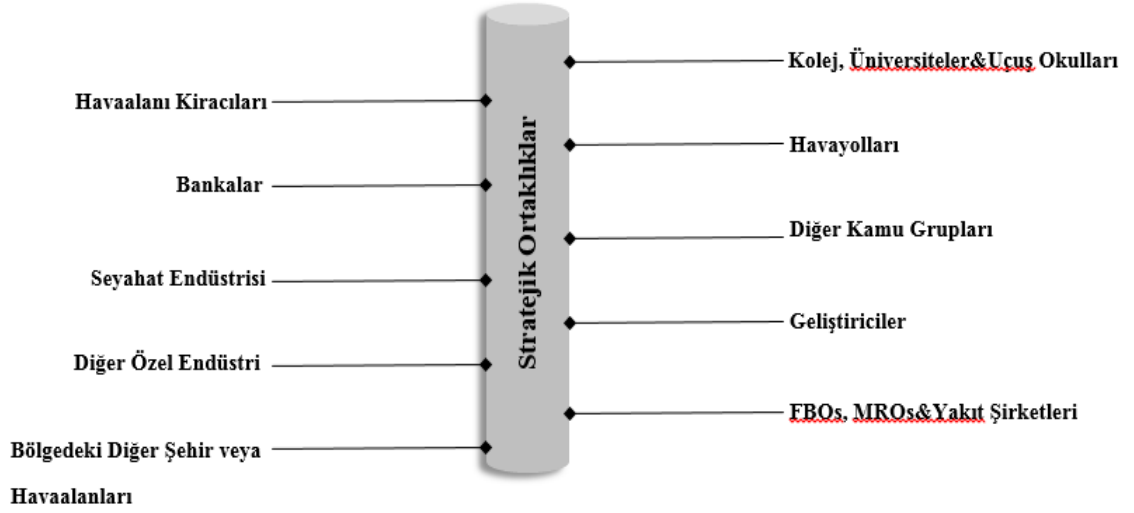 Havaalanı Kiracıları
Bankalar
Seyahat Endüstrisi
Diğer Özel Endüstri
Bölgedeki Diğer Şehir veya
Havaalanları
Stratejik Ortaklıklar
Kolej, Üniversiteler&Uçuş Okulları
Havayolları
Diğer Kamu Grupları
Geliştiriciler
FBOs, MROs&Yakıt Şirketleri